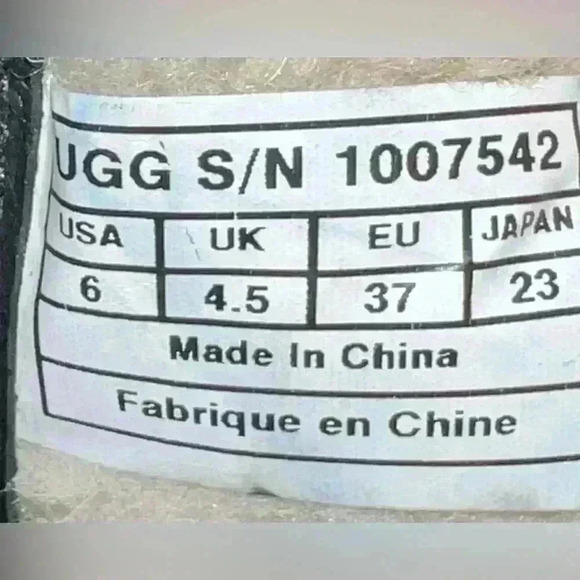 UGG S/N 1007542
USA UK EU JAPAN
6 4.5 37 23
Made In China
Fabrique en Chine